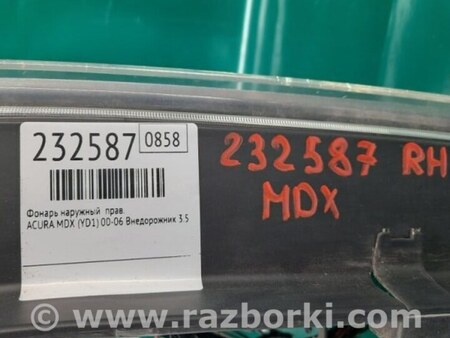 232587 0858
Фонарь наружный прав.
ACURA MDX (YD1) 00-06 Внедорожник 3.5
232587 RH
MDX
www.razborki.com